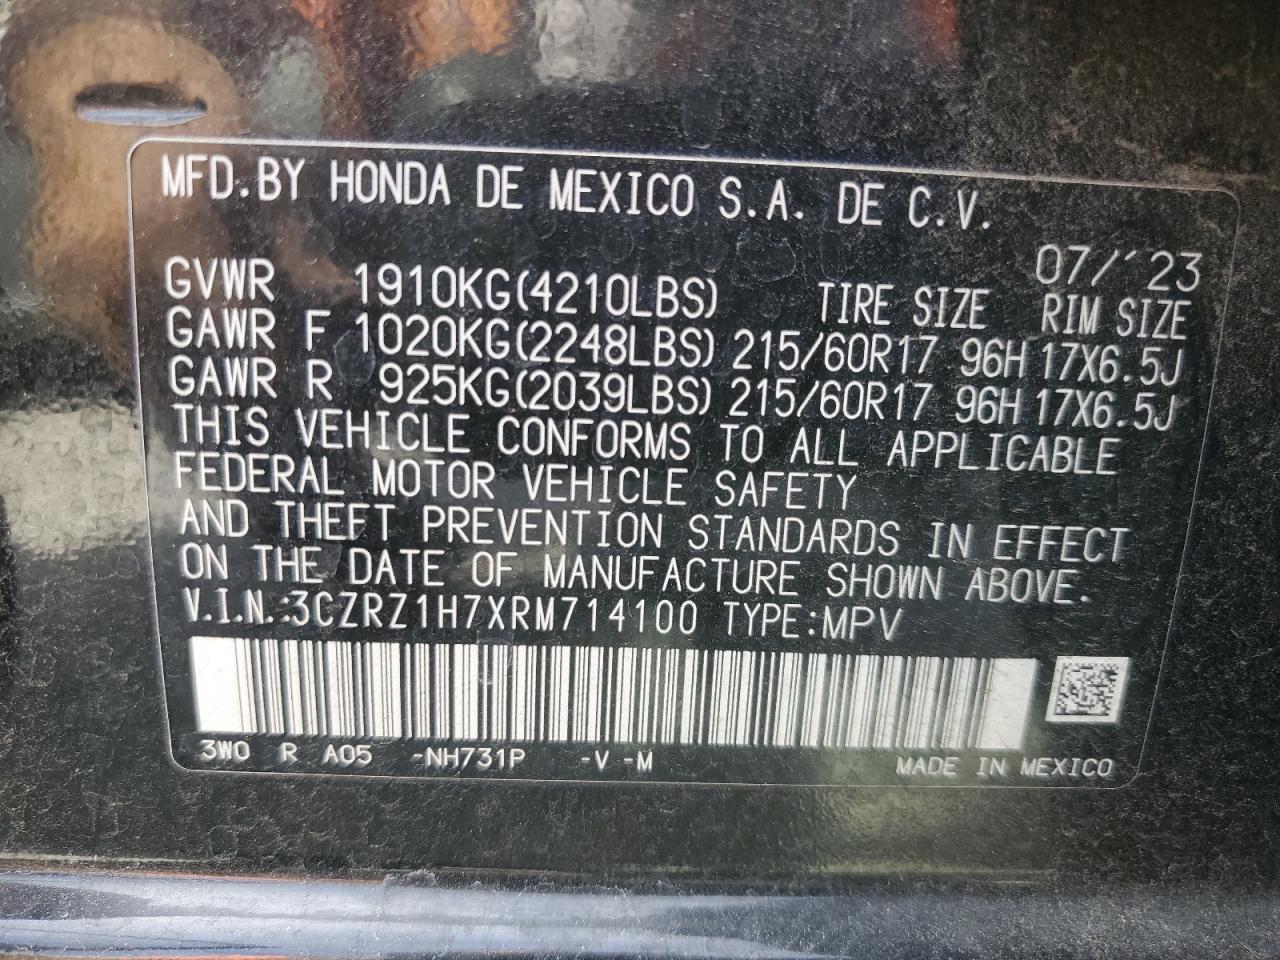 MFD.BY HONDA DE MEXICO S.A. DE C.V.
07/´23
GVWR 1910KG(4210LBS) TIRE SIZE RIM SIZE
GAWR F 1020KG(2248LBS) 215/60R17 96H 17X6.5J
GAWR R 925KG(2039LBS) 215/60R17 96H 17X6.5J
THIS VEHICLE CONFORMS TO ALL APPLICABLE
FEDERAL MOTOR VEHICLE SAFETY
AND THEFT PREVENTION STANDARDS IN EFFECT
ON THE DATE OF MANUFACTURE SHOWN ABOVE.
V.I.N.:3CZRZ1H7XRM714100 TYPE:MPV
3W0 R A05 -NH731P -V -M MADE IN MEXICO